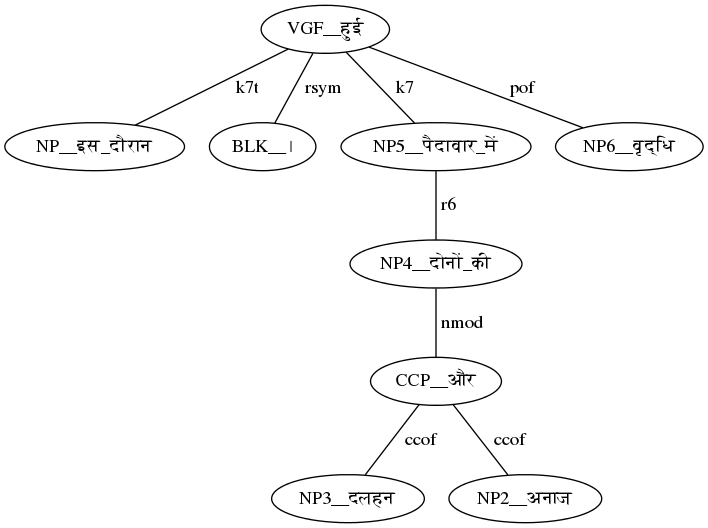 VGF__हुई
k7t rsym k7 pof
NP__इस_दौरान BLK__। NP5__पैदावार_में NP6__वृद्धि
r6
NP4__दोनों_की
nmod
CCP__और
ccof ccof
NP3__दलहन NP2__अनाज